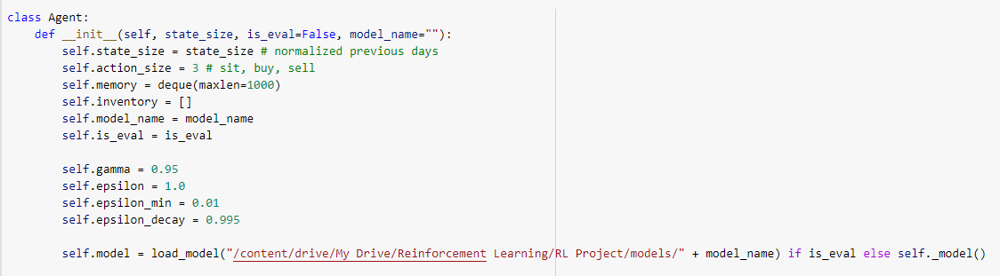 class Agent:
    def __init__(self, state_size, is_eval=False, model_name=""):
        self.state_size = state_size # normalized previous days
        self.action_size = 3 # sit, buy, sell
        self.memory = deque(maxlen=1000)
        self.inventory = []
        self.model_name = model_name
        self.is_eval = is_eval

        self.gamma = 0.95
        self.epsilon = 1.0
        self.epsilon_min = 0.01
        self.epsilon_decay = 0.995

        self.model = load_model("/content/drive/My Drive/Reinforcement Learning/RL Project/models/" + model_name) if is_eval else self._model()